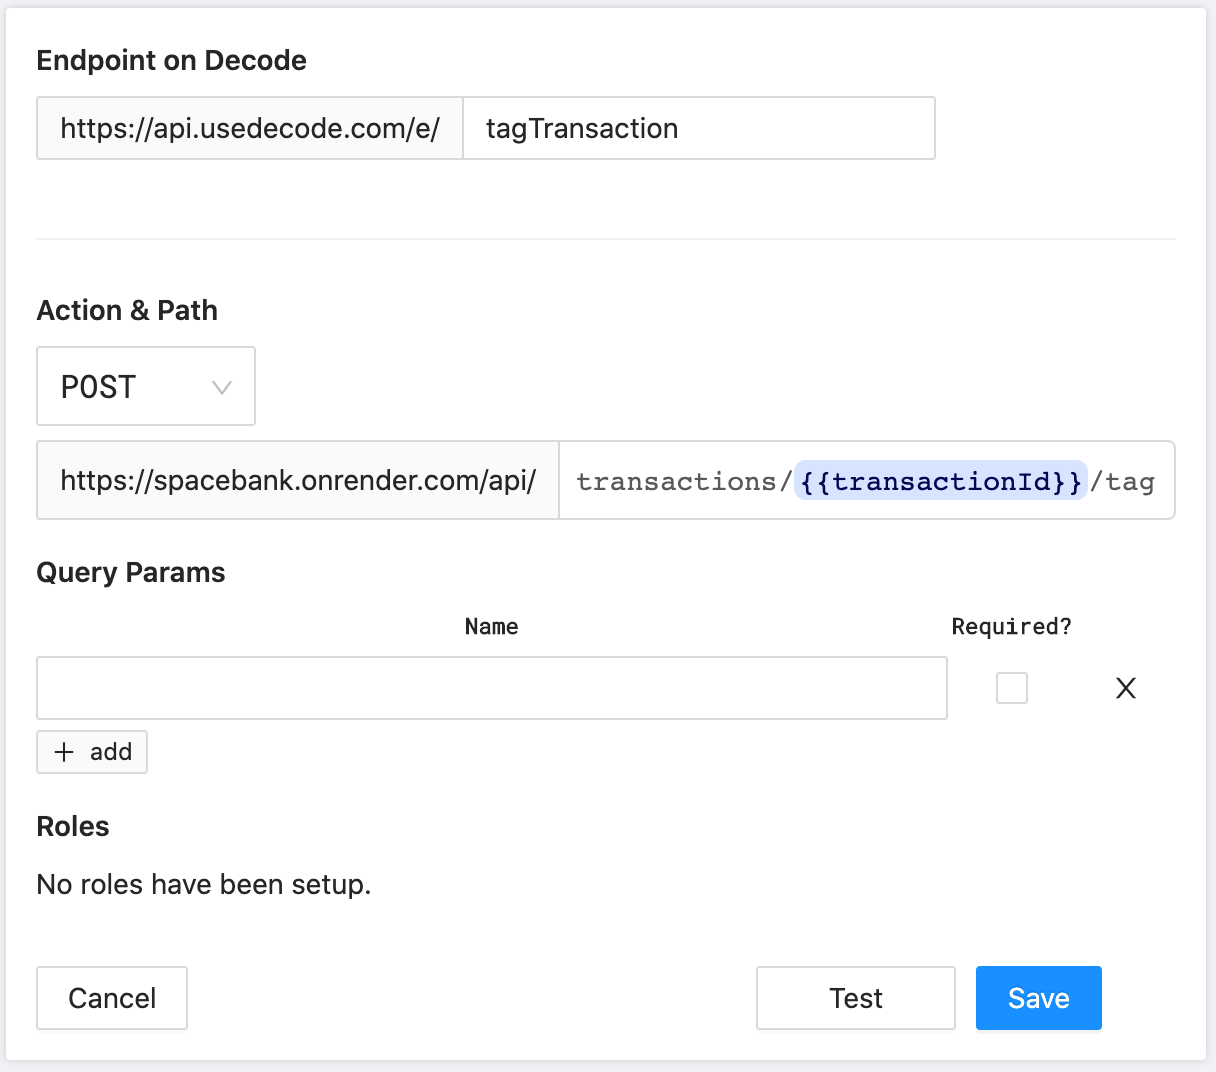 Endpoint on Decode
https://api.usedecode.com/e/ tagTransaction
Action & Path
POST
https://spacebank.onrender.com/api/ transactions/{{transactionId}}/tag
Query Params
Name Required?
X
+ add
Roles
No roles have been setup.
Cancel Test Save